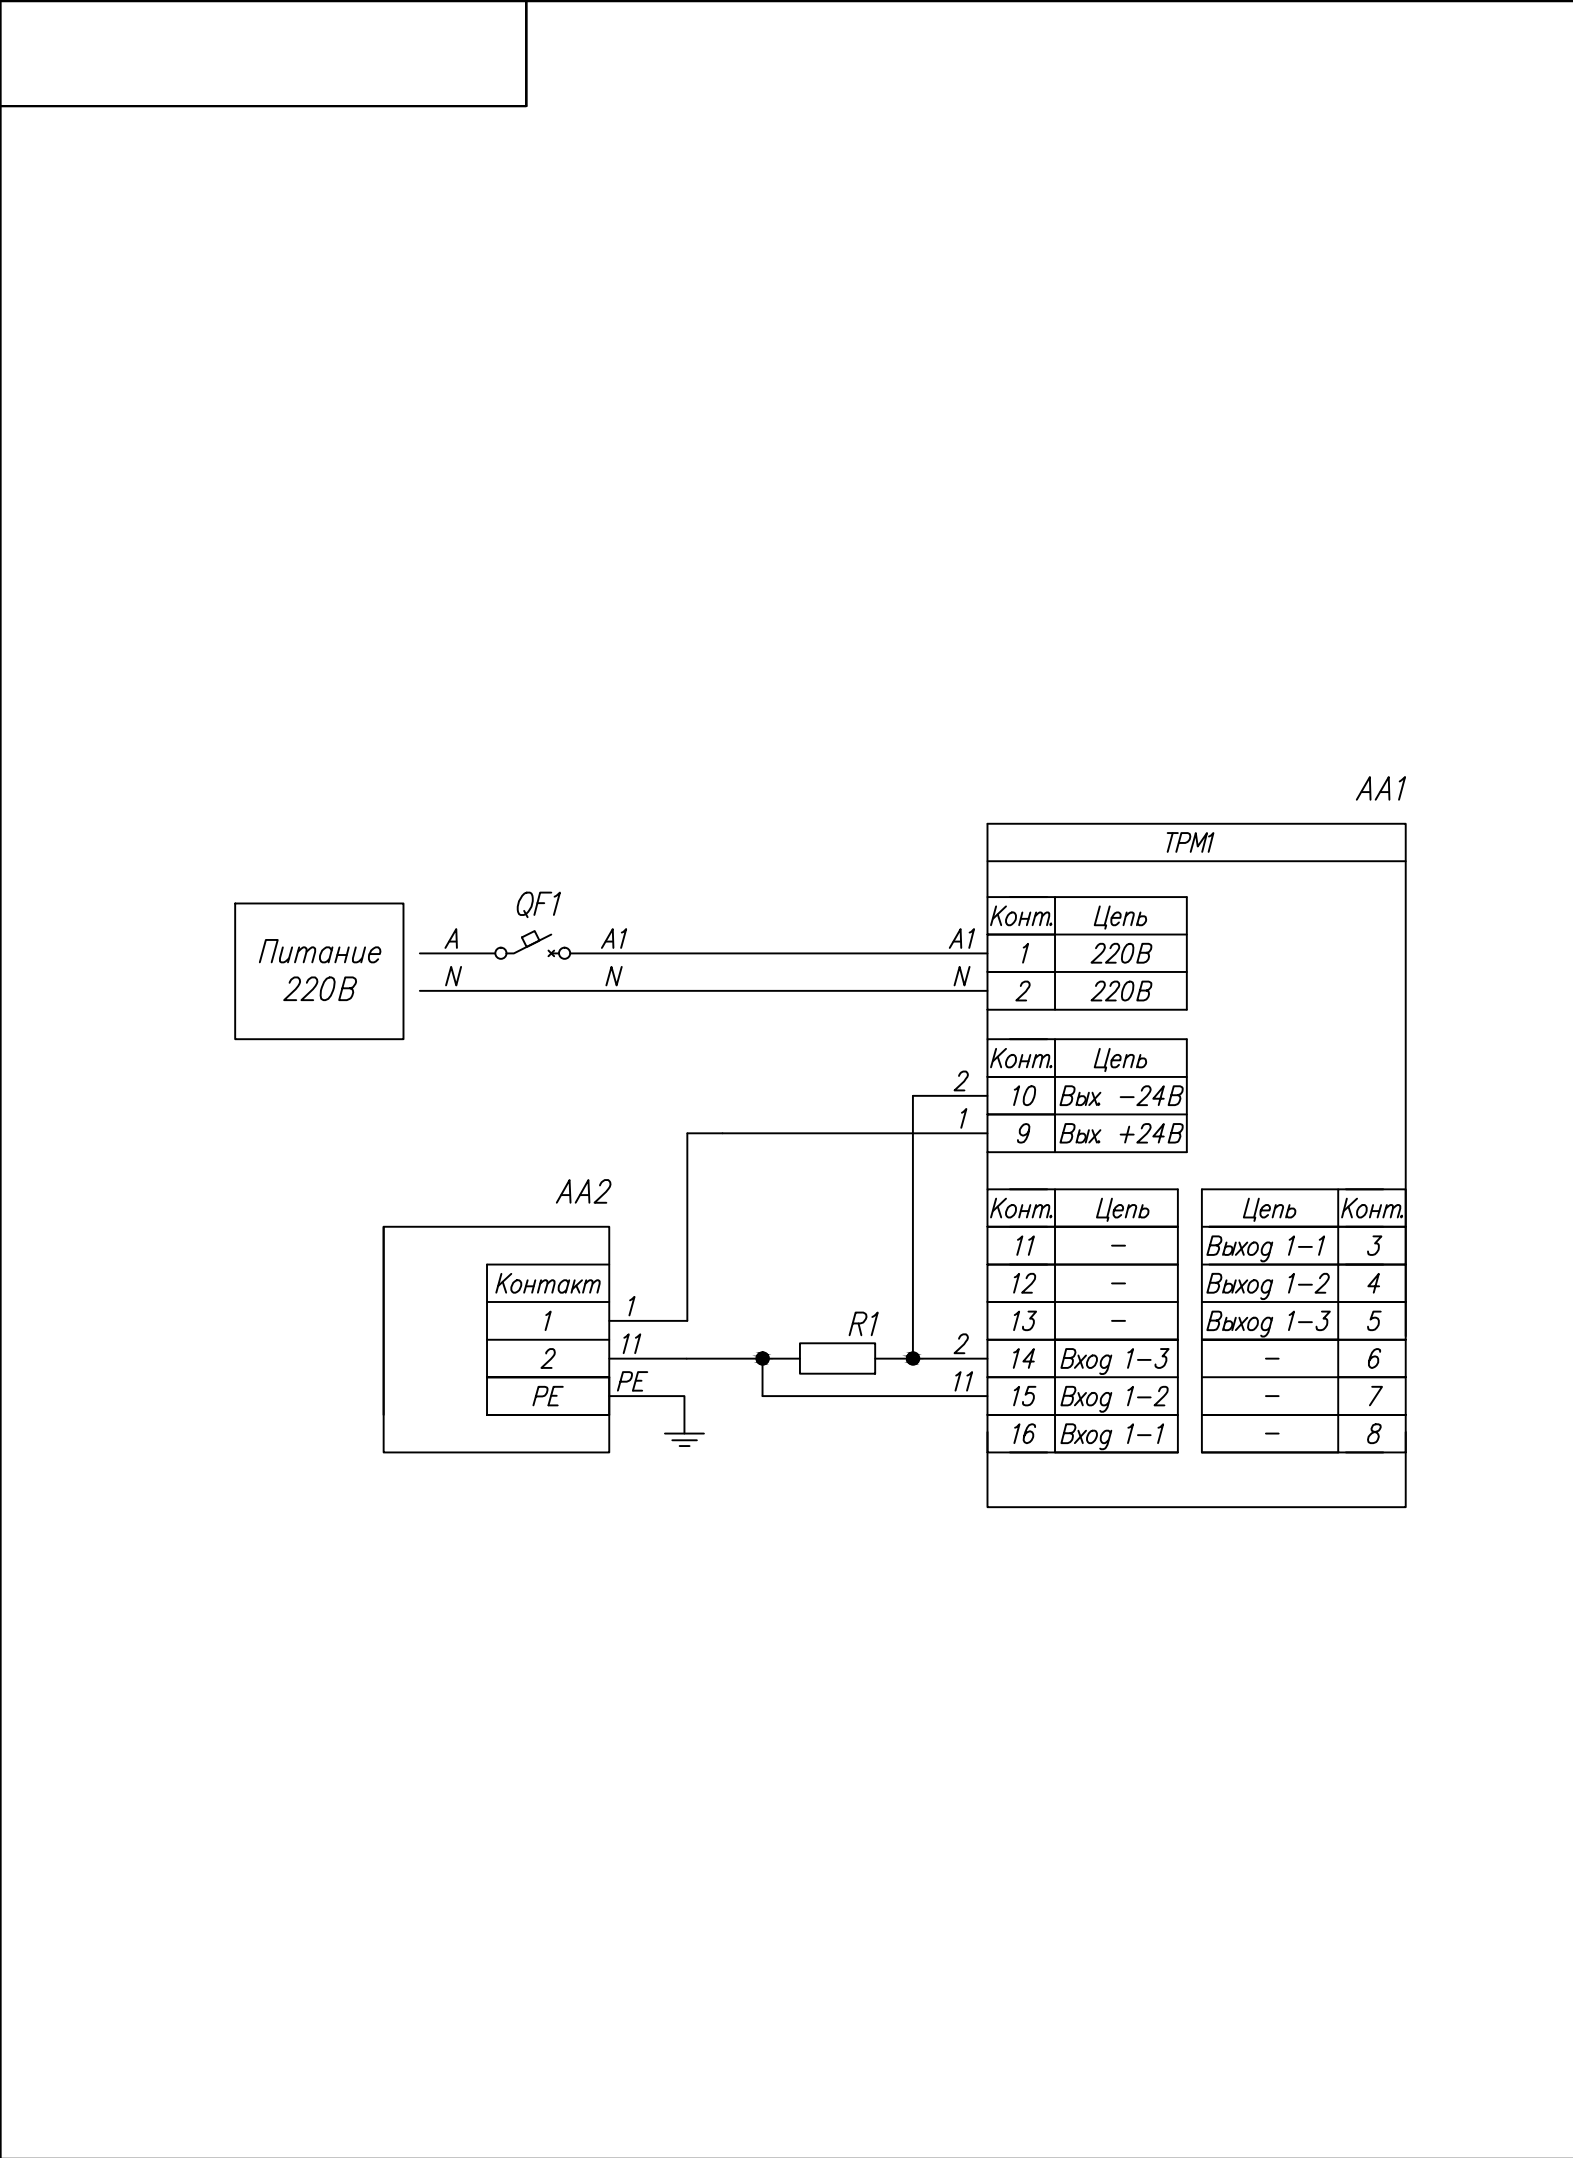 AA1
TPM1
QF1
Питание
220В
A
A1
A1
N
N
N
Конт. Цепь
1 220В
2 220В
Конт. Цепь
10 Вых. -24В
9 Вых. +24В
2
1
AA2
Контакт
1
2
PE
1
11
PE
R1
2
11
Конт. Цепь
11 -
12 -
13 -
14 Вход 1-3
15 Вход 1-2
16 Вход 1-1
Цепь Конт.
Выход 1-1 3
Выход 1-2 4
Выход 1-3 5
- 6
- 7
- 8